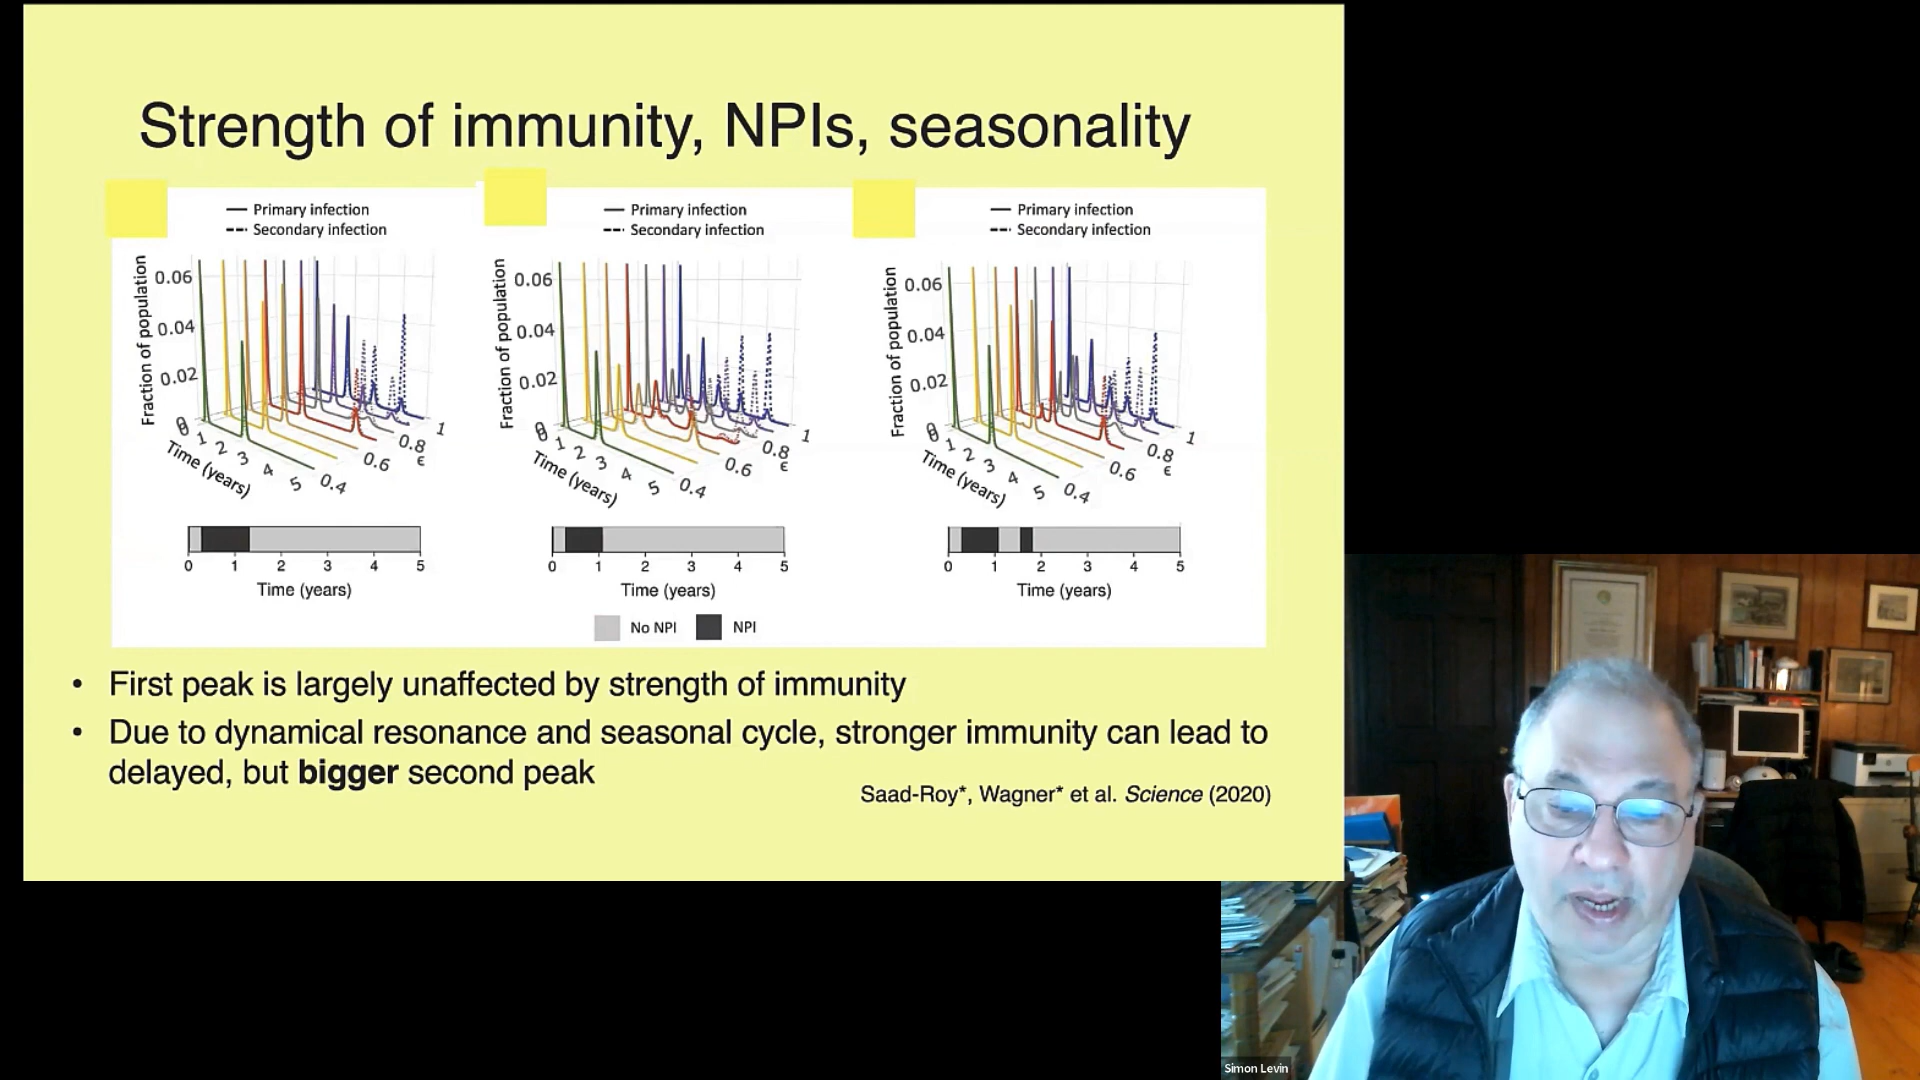 Strength of immunity, NPIs, seasonality
Primary infection
Secondary infection
Primary infection
Secondary infection
Primary infection
Secondary infection
Fraction of population
0.06
0.04
0.02
0
0
1
2
3
4
5
Time (years)
0.4
0.6
0.8
1
ϵ
Fraction of population
0.06
0.04
0.02
0
0
1
2
3
4
5
Time (years)
0.4
0.6
0.8
1
ϵ
Fraction of population
0.06
0.04
0.02
0
0
1
2
3
4
5
Time (years)
0.4
0.6
0.8
1
ϵ
0 1 2 3 4 5
Time (years)
0 1 2 3 4 5
Time (years)
0 1 2 3 4 5
Time (years)
No NPI NPI
• First peak is largely unaffected by strength of immunity
• Due to dynamical resonance and seasonal cycle, stronger immunity can lead to
delayed, but bigger second peak
Saad-Roy*, Wagner* et al. Science (2020)
Simon Levin